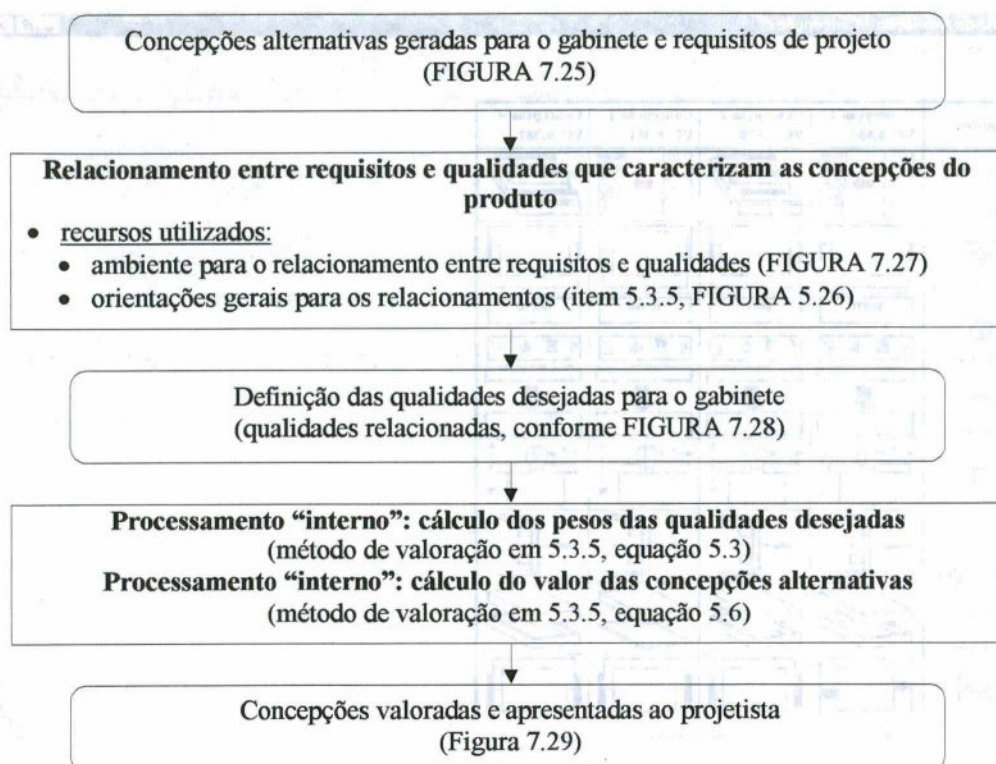 Concepções alternativas geradas para o gabinete e requisitos de projeto
(FIGURA 7.25)
Relacionamento entre requisitos e qualidades que caracterizam as concepções do
produto
• recursos utilizados:
• ambiente para o relacionamento entre requisitos e qualidades (FIGURA 7.27)
• orientações gerais para os relacionamentos (item 5.3.5, FIGURA 5.26)
Definição das qualidades desejadas para o gabinete
(qualidades relacionadas, conforme FIGURA 7.28)
Processamento “interno”: cálculo dos pesos das qualidades desejadas
(método de valoração em 5.3.5, equação 5.3)
Processamento “interno”: cálculo do valor das concepções alternativas
(método de valoração em 5.3.5, equação 5.6)
Concepções valoradas e apresentadas ao projetista
(Figura 7.29)